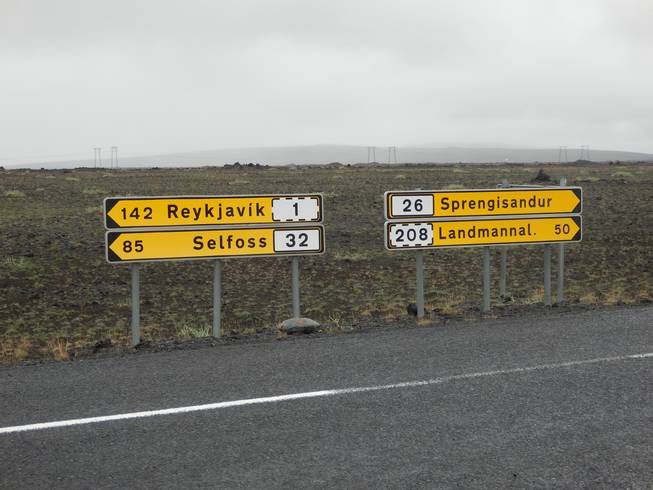 142 Reykjavík 1
85 Selfoss 32
26 Sprengisandur
208 Landmannal. 50